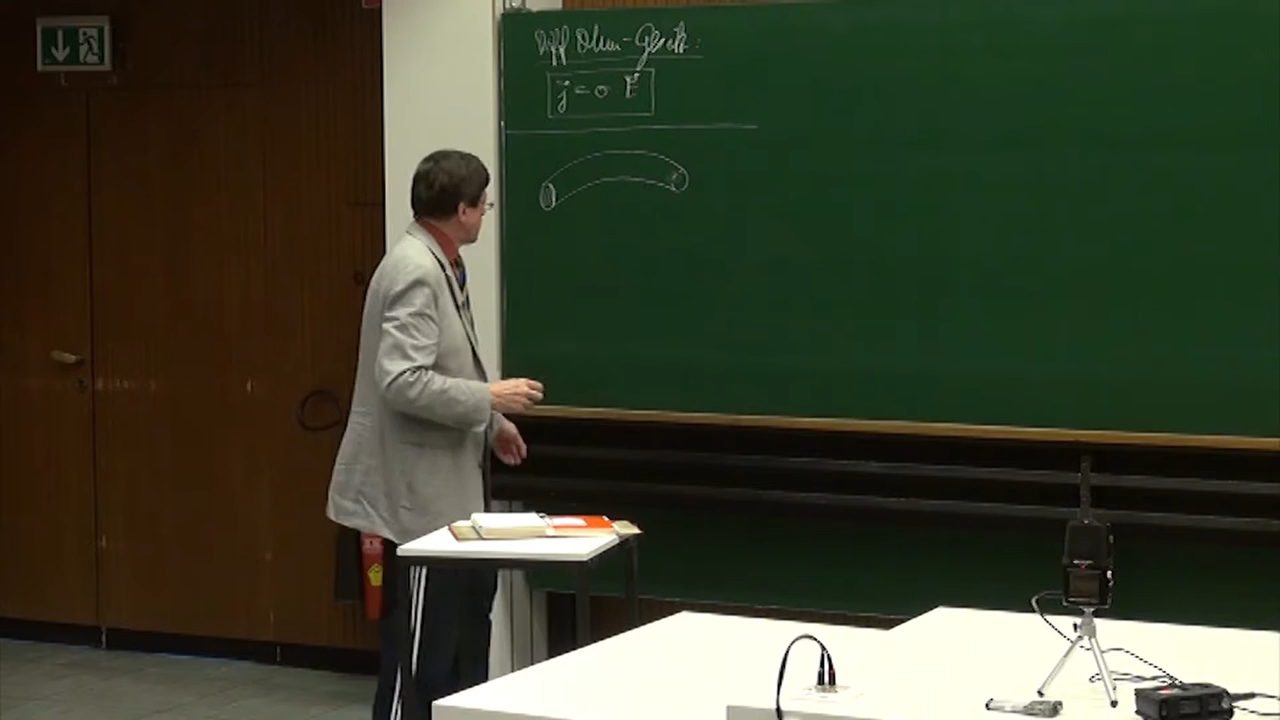 Diff Ohm-Gesetz:
j⃗ = σ E⃗